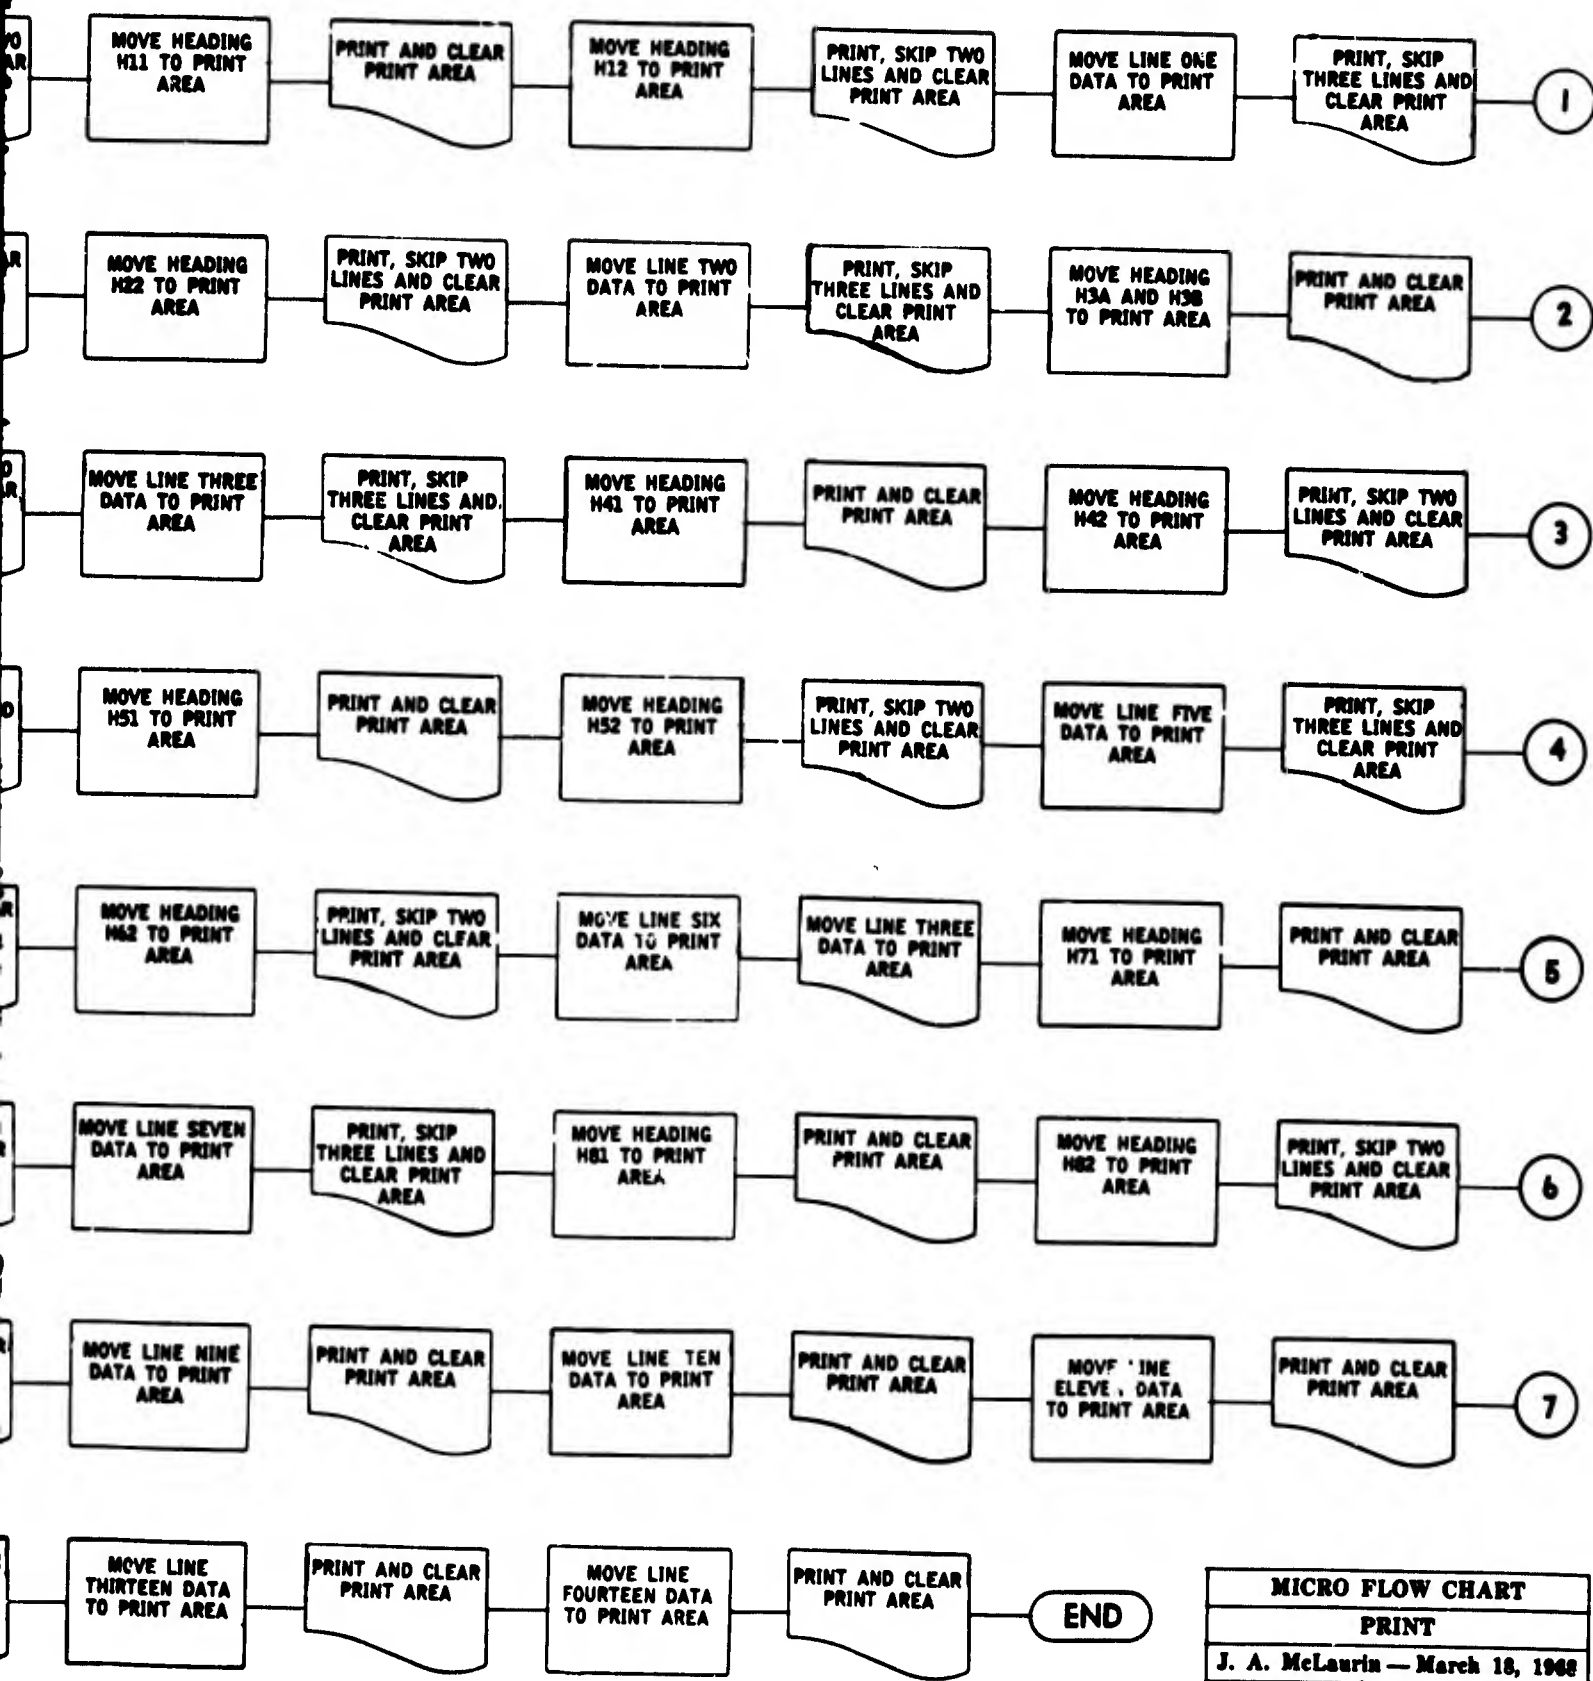 MOVE HEADING
H11 TO PRINT
AREA
PRINT AND CLEAR
PRINT AREA
MOVE HEADING
H12 TO PRINT
AREA
PRINT, SKIP TWO
LINES AND CLEAR
PRINT AREA
MOVE LINE ONE
DATA TO PRINT
AREA
PRINT, SKIP
THREE LINES AND
CLEAR PRINT
AREA
1
MOVE HEADING
H22 TO PRINT
AREA
PRINT, SKIP TWO
LINES AND CLEAR
PRINT AREA
MOVE LINE TWO
DATA TO PRINT
AREA
PRINT, SKIP
THREE LINES AND
CLEAR PRINT
AREA
MOVE HEADING
H3A AND H3B
TO PRINT AREA
PRINT AND CLEAR
PRINT AREA
2
MOVE LINE THREE
DATA TO PRINT
AREA
PRINT, SKIP
THREE LINES AND
CLEAR PRINT
AREA
MOVE HEADING
H41 TO PRINT
AREA
PRINT AND CLEAR
PRINT AREA
MOVE HEADING
H42 TO PRINT
AREA
PRINT, SKIP TWO
LINES AND CLEAR
PRINT AREA
3
MOVE HEADING
H51 TO PRINT
AREA
PRINT AND CLEAR
PRINT AREA
MOVE HEADING
H52 TO PRINT
AREA
PRINT, SKIP TWO
LINES AND CLEAR
PRINT AREA
MOVE LINE FIVE
DATA TO PRINT
AREA
PRINT, SKIP
THREE LINES AND
CLEAR PRINT
AREA
4
MOVE HEADING
H62 TO PRINT
AREA
PRINT, SKIP TWO
LINES AND CLEAR
PRINT AREA
MOVE LINE SIX
DATA TO PRINT
AREA
MOVE LINE THREE
DATA TO PRINT
AREA
MOVE HEADING
H71 TO PRINT
AREA
PRINT AND CLEAR
PRINT AREA
5
MOVE LINE SEVEN
DATA TO PRINT
AREA
PRINT, SKIP
THREE LINES AND
CLEAR PRINT
AREA
MOVE HEADING
H81 TO PRINT
AREA
PRINT AND CLEAR
PRINT AREA
MOVE HEADING
H82 TO PRINT
AREA
PRINT, SKIP TWO
LINES AND CLEAR
PRINT AREA
6
MOVE LINE NINE
DATA TO PRINT
AREA
PRINT AND CLEAR
PRINT AREA
MOVE LINE TEN
DATA TO PRINT
AREA
PRINT AND CLEAR
PRINT AREA
MOVE LINE
ELEVEN DATA
TO PRINT AREA
PRINT AND CLEAR
PRINT AREA
7
MOVE LINE
THIRTEEN DATA
TO PRINT AREA
PRINT AND CLEAR
PRINT AREA
MOVE LINE
FOURTEEN DATA
TO PRINT AREA
PRINT AND CLEAR
PRINT AREA
END
MICRO FLOW CHART
PRINT
J. A. McLaurin — March 18, 1968